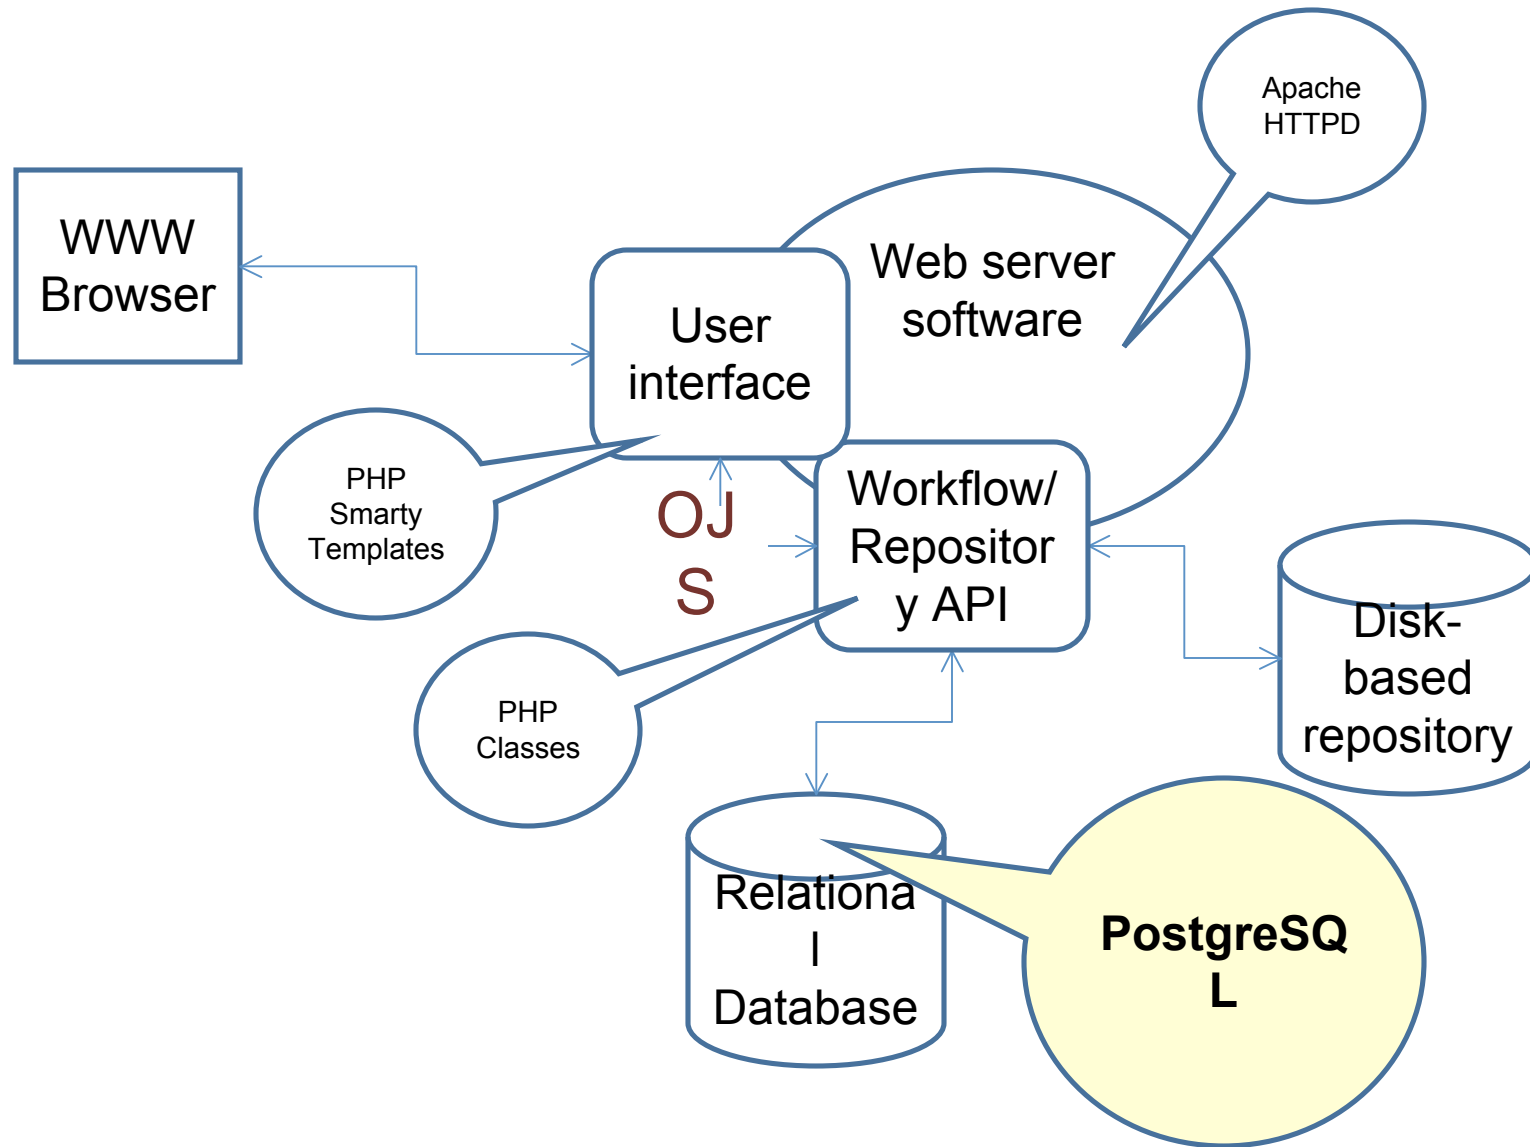 Apache
HTTPD
WWW
Browser
Web server
software
User
interface
PHP
Smarty
Templates
OJ
S
Workflow/
Repositor
y API
Disk-
based
repository
PHP
Classes
Relationa
l
Database
PostgreSQ
L